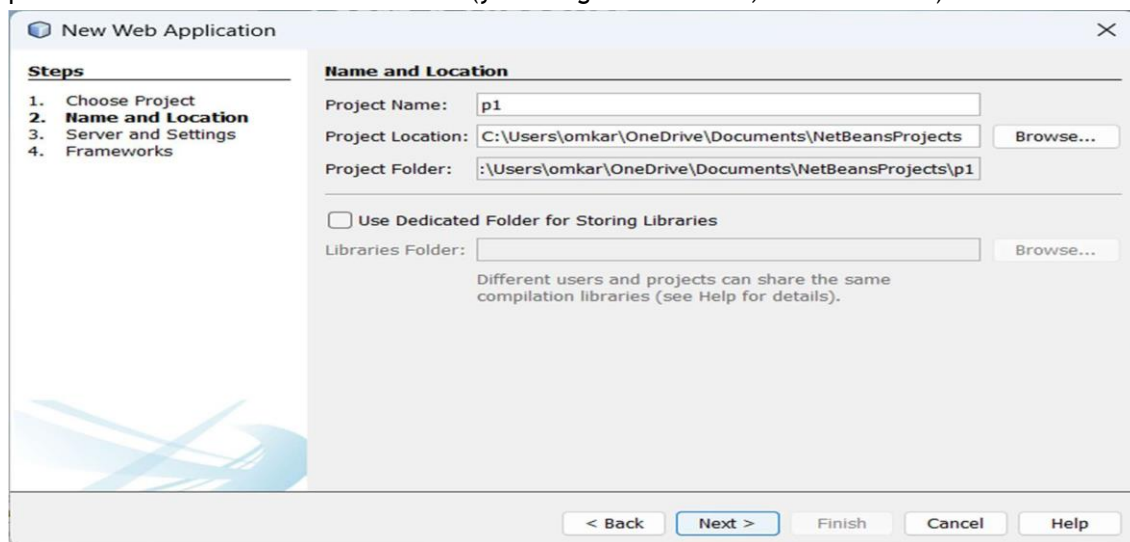 New Web Application
Steps
1. Choose Project
2. Name and Location
3. Server and Settings
4. Frameworks
Name and Location
Project Name: p1
Project Location: C:\Users\omkar\OneDrive\Documents\NetBeansProjects Browse...
Project Folder: :\Users\omkar\OneDrive\Documents\NetBeansProjects\p1
Use Dedicated Folder for Storing Libraries
Libraries Folder: Browse...
Different users and projects can share the same
compilation libraries (see Help for details).
< Back Next > Finish Cancel Help